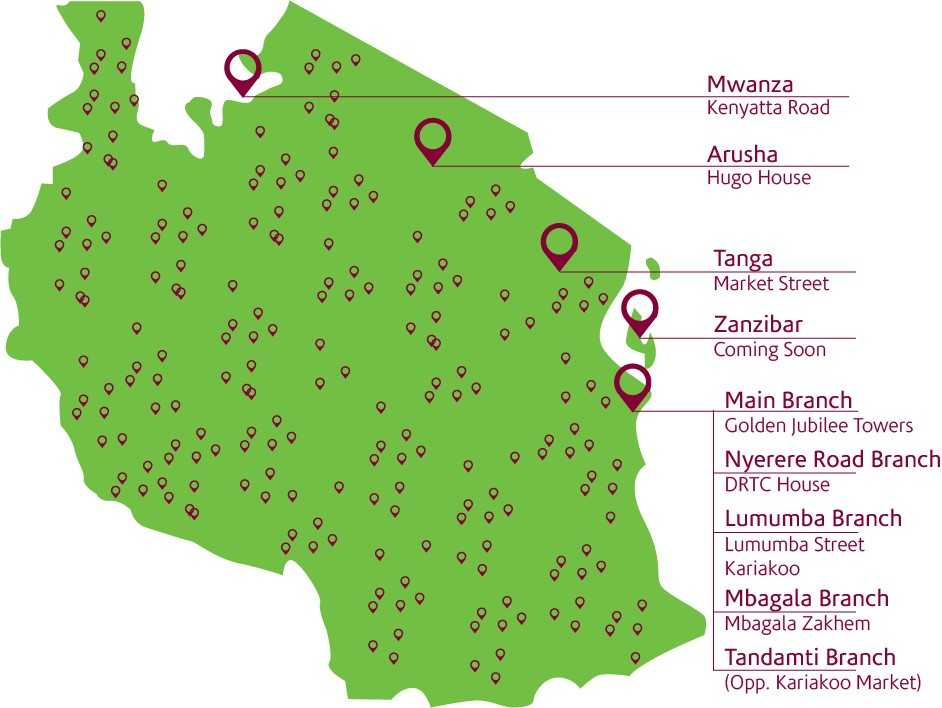 Mwanza
Kenyatta Road
Arusha
Hugo House
Tanga
Market Street
Zanzibar
Coming Soon
Main Branch
Golden Jubilee Towers
Nyerere Road Branch
DRTC House
Lumumba Branch
Lumumba Street
Kariakoo
Mbagala Branch
Mbagala Zakhem
Tandamti Branch
(Opp. Kariakoo Market)